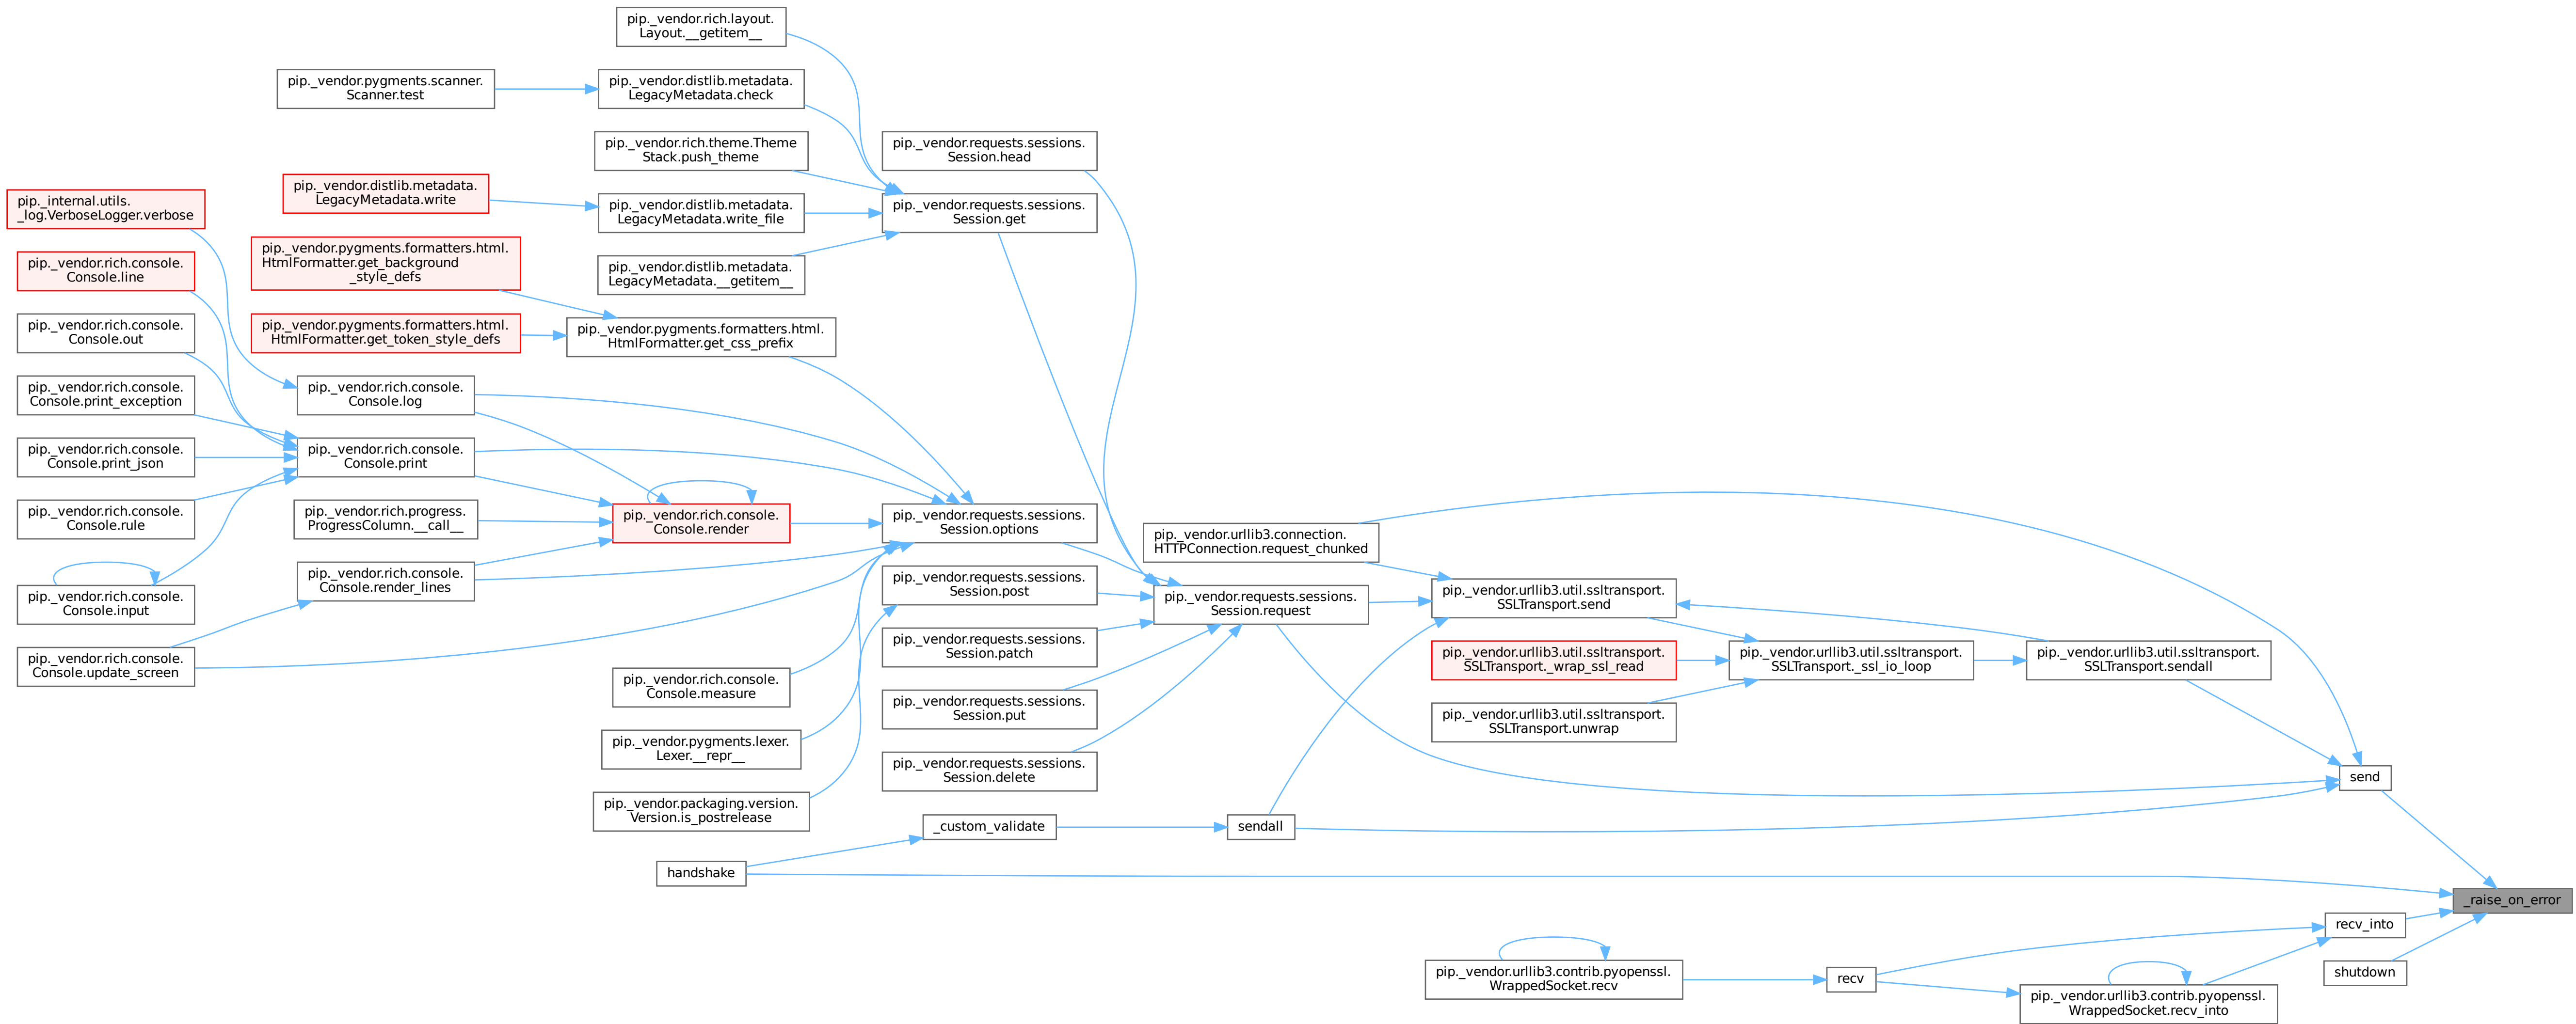 pip._vendor.rich.layout.
Layout.__getitem__
pip._vendor.pygments.scanner.
Scanner.test
pip._vendor.distlib.metadata.
LegacyMetadata.check
pip._vendor.rich.theme.Theme
Stack.push_theme
pip._vendor.requests.sessions.
Session.head
pip._internal.utils.
_log.VerboseLogger.verbose
pip._vendor.distlib.metadata.
LegacyMetadata.write
pip._vendor.distlib.metadata.
LegacyMetadata.write_file
pip._vendor.requests.sessions.
Session.get
pip._vendor.rich.console.
Console.line
pip._vendor.pygments.formatters.html.
HtmlFormatter.get_background
_style_defs
pip._vendor.distlib.metadata.
LegacyMetadata.__getitem__
pip._vendor.rich.console.
Console.out
pip._vendor.pygments.formatters.html.
HtmlFormatter.get_token_style_defs
pip._vendor.pygments.formatters.html.
HtmlFormatter.get_css_prefix
pip._vendor.rich.console.
Console.print_exception
pip._vendor.rich.console.
Console.log
pip._vendor.rich.console.
Console.print_json
pip._vendor.rich.console.
Console.print
pip._vendor.rich.console.
Console.rule
pip._vendor.rich.progress.
ProgressColumn.__call__
pip._vendor.rich.console.
Console.render
pip._vendor.requests.sessions.
Session.options
pip._vendor.urllib3.connection.
HTTPConnection.request_chunked
pip._vendor.rich.console.
Console.input
pip._vendor.rich.console.
Console.render_lines
pip._vendor.requests.sessions.
Session.post
pip._vendor.requests.sessions.
Session.request
pip._vendor.urllib3.util.ssltransport.
SSLTransport.send
pip._vendor.rich.console.
Console.update_screen
pip._vendor.rich.console.
Console.measure
pip._vendor.requests.sessions.
Session.patch
pip._vendor.urllib3.util.ssltransport.
SSLTransport._wrap_ssl_read
pip._vendor.urllib3.util.ssltransport.
SSLTransport._ssl_io_loop
pip._vendor.urllib3.util.ssltransport.
SSLTransport.sendall
pip._vendor.requests.sessions.
Session.put
pip._vendor.urllib3.util.ssltransport.
SSLTransport.unwrap
pip._vendor.pygments.lexer.
Lexer.__repr__
pip._vendor.requests.sessions.
Session.delete
send
pip._vendor.packaging.version.
Version.is_postrelease
_custom_validate
sendall
handshake
_raise_on_error
recv_into
shutdown
pip._vendor.urllib3.contrib.pyopenssl.
WrappedSocket.recv
recv
pip._vendor.urllib3.contrib.pyopenssl.
WrappedSocket.recv_into